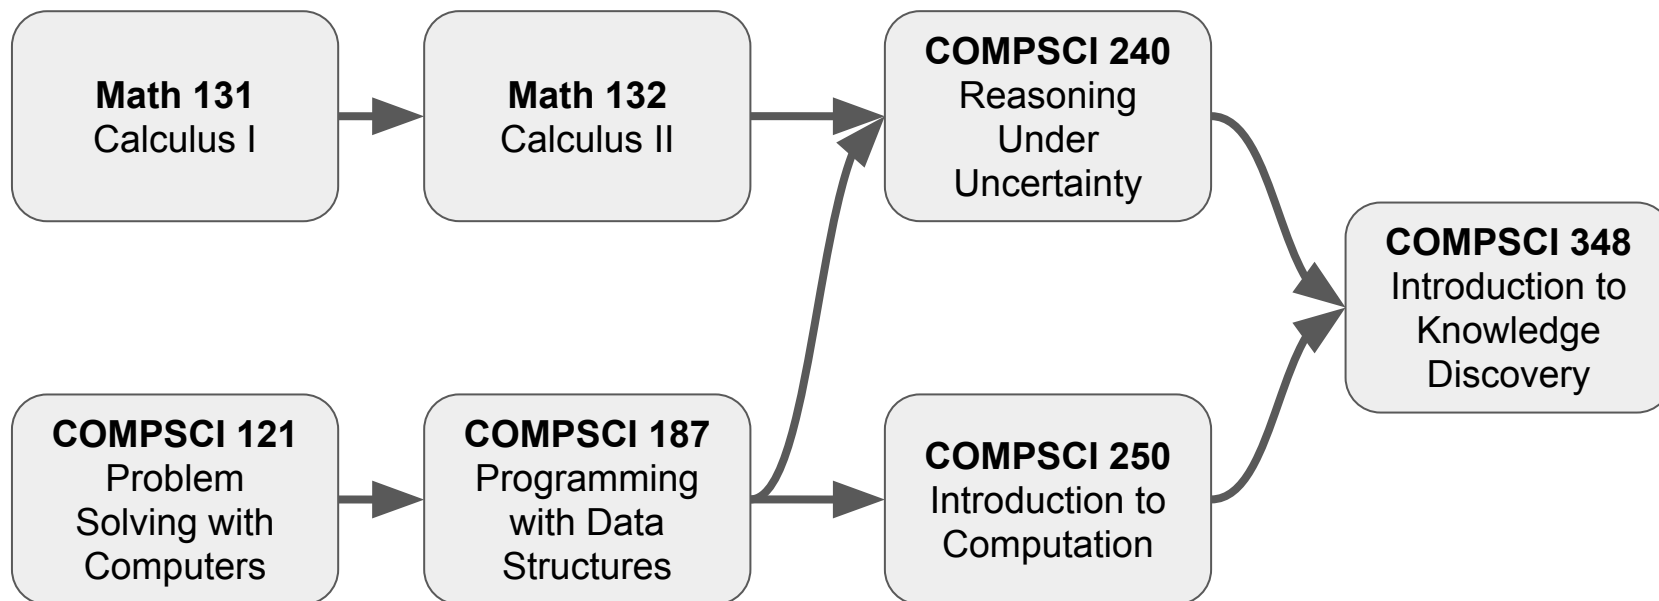 Math 131
Calculus I
Math 132
Calculus II
COMPSCI 240
Reasoning
Under
Uncertainty
COMPSCI 348
Introduction to
Knowledge
Discovery
COMPSCI 121
Problem
Solving with
Computers
COMPSCI 187
Programming
with Data
Structures
COMPSCI 250
Introduction to
Computation